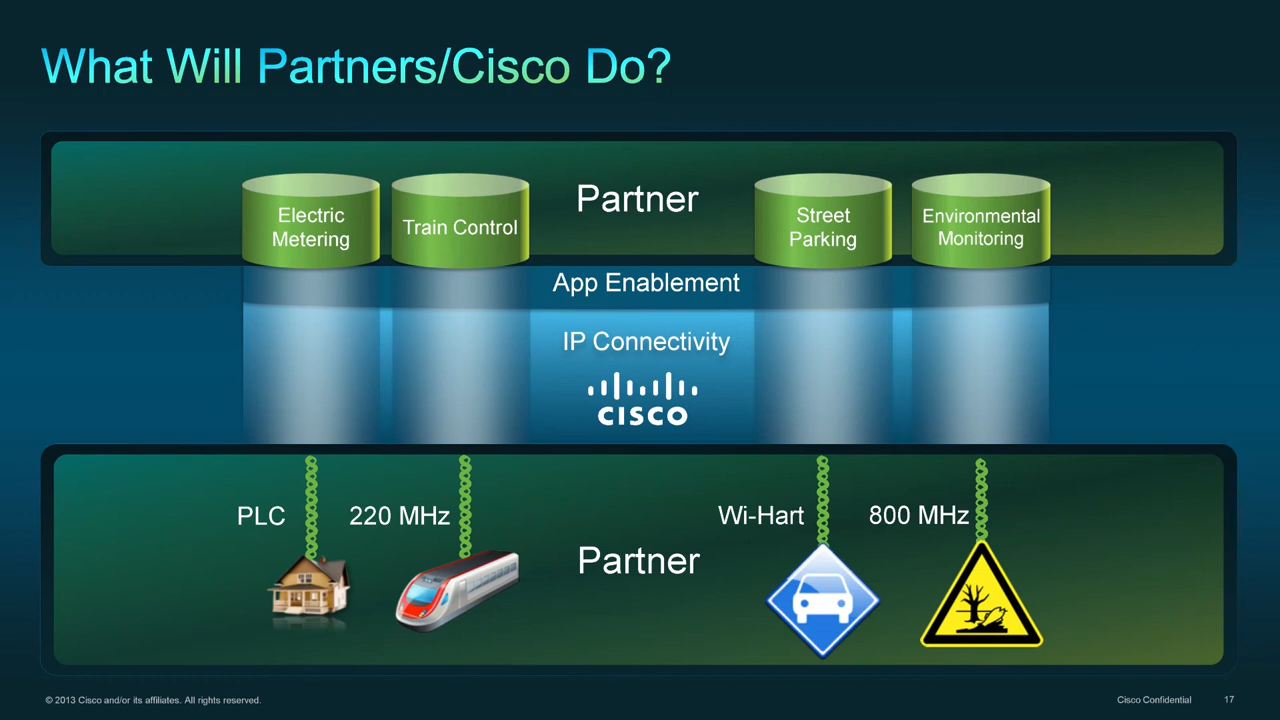 What Will Partners/Cisco Do?
Electric
Metering
Train Control
Partner
Street
Parking
Environmental
Monitoring
App Enablement
IP Connectivity
CISCO
PLC
220 MHz
Wi-Hart
800 MHz
Partner
© 2013 Cisco and/or its affiliates. All rights reserved.
Cisco Confidential
17